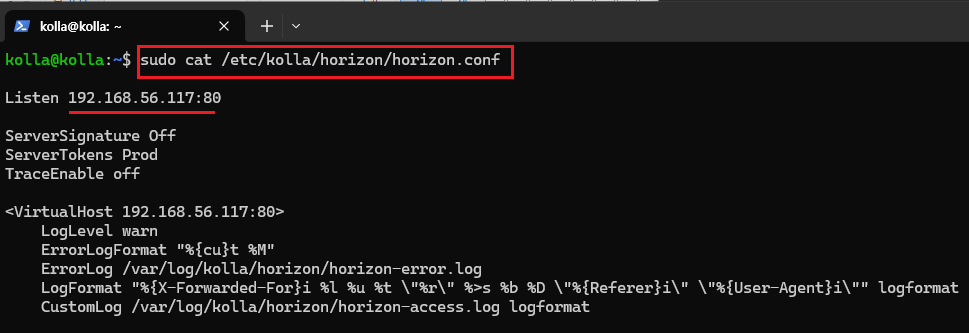 kolla@kolla: ~
kolla@kolla:~$ sudo cat /etc/kolla/horizon/horizon.conf
Listen 192.168.56.117:80
ServerSignature Off
ServerTokens Prod
TraceEnable off
<VirtualHost 192.168.56.117:80>
    LogLevel warn
    ErrorLogFormat "%{cu}t %M"
    ErrorLog /var/log/kolla/horizon/horizon-error.log
    LogFormat "%{X-Forwarded-For}i %l %u %t \"%r\" %>s %b %D \"%{Referer}i\" \"%{User-Agent}i\"" logformat
    CustomLog /var/log/kolla/horizon/horizon-access.log logformat